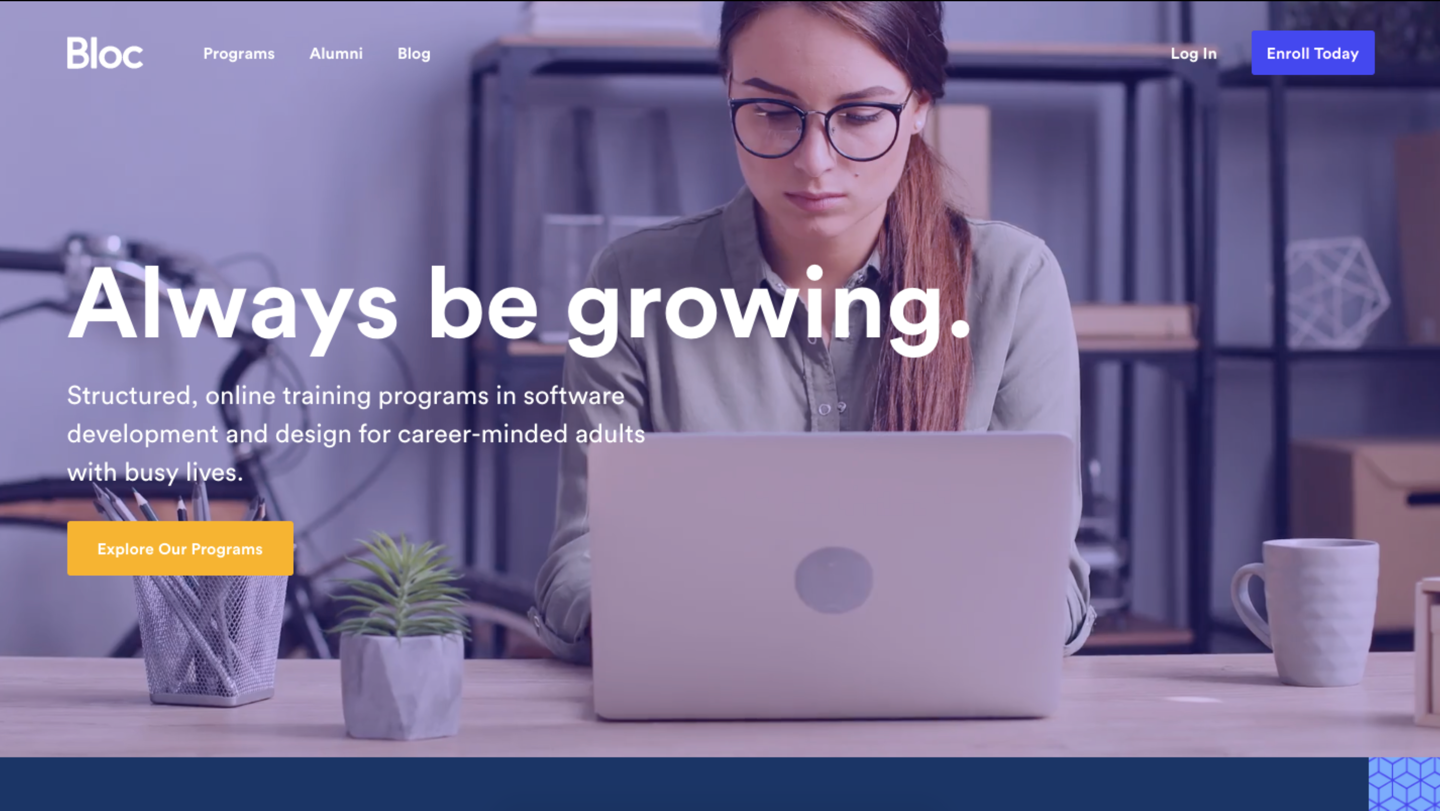 Bloc
Programs
Alumni
Blog
Log In
Enroll Today
Always be growing.
Structured, online training programs in software
development and design for career-minded adults
with busy lives.
Explore Our Programs